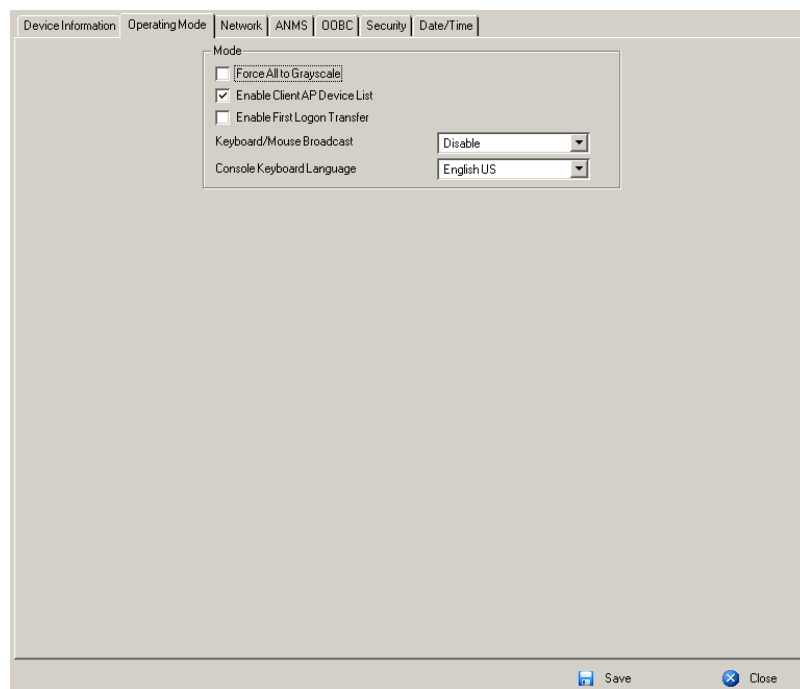 Device Information Operating Mode Network ANMS OOBC Security Date/Time
Mode
Force All to Grayscale
Enable Client AP Device List
Enable First Logon Transfer
Keyboard/Mouse Broadcast Disable
Console Keyboard Language English US
Save Close